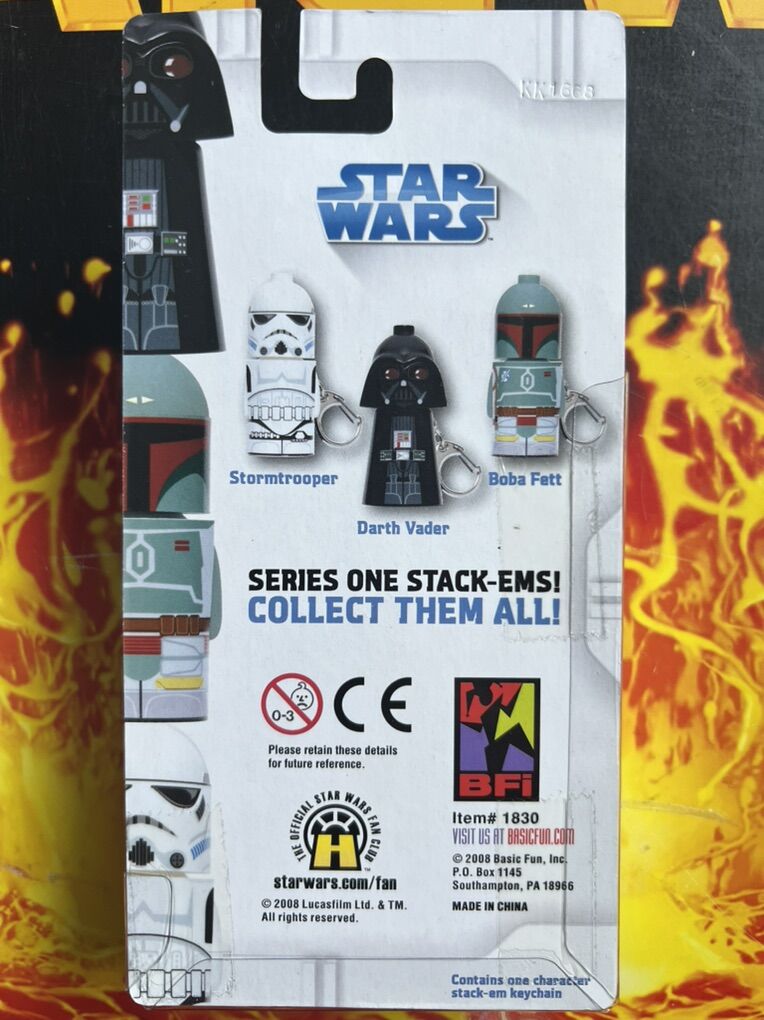 KK1668
STAR
WARS
Stormtrooper
Boba Fett
Darth Vader
SERIES ONE STACK-EMS!
COLLECT THEM ALL!
0-3
CE
Please retain these details
for future reference.
BFi
THE OFFICIAL STAR WARS FAN CLUB
H
TM
starwars.com/fan
© 2008 Lucasfilm Ltd. & TM.
All rights reserved.
Item# 1830
VISIT US AT BASICFUN.COM
© 2008 Basic Fun, Inc.
P.O. Box 1145
Southampton, PA 18966
MADE IN CHINA
Contains one character
stack-em keychain